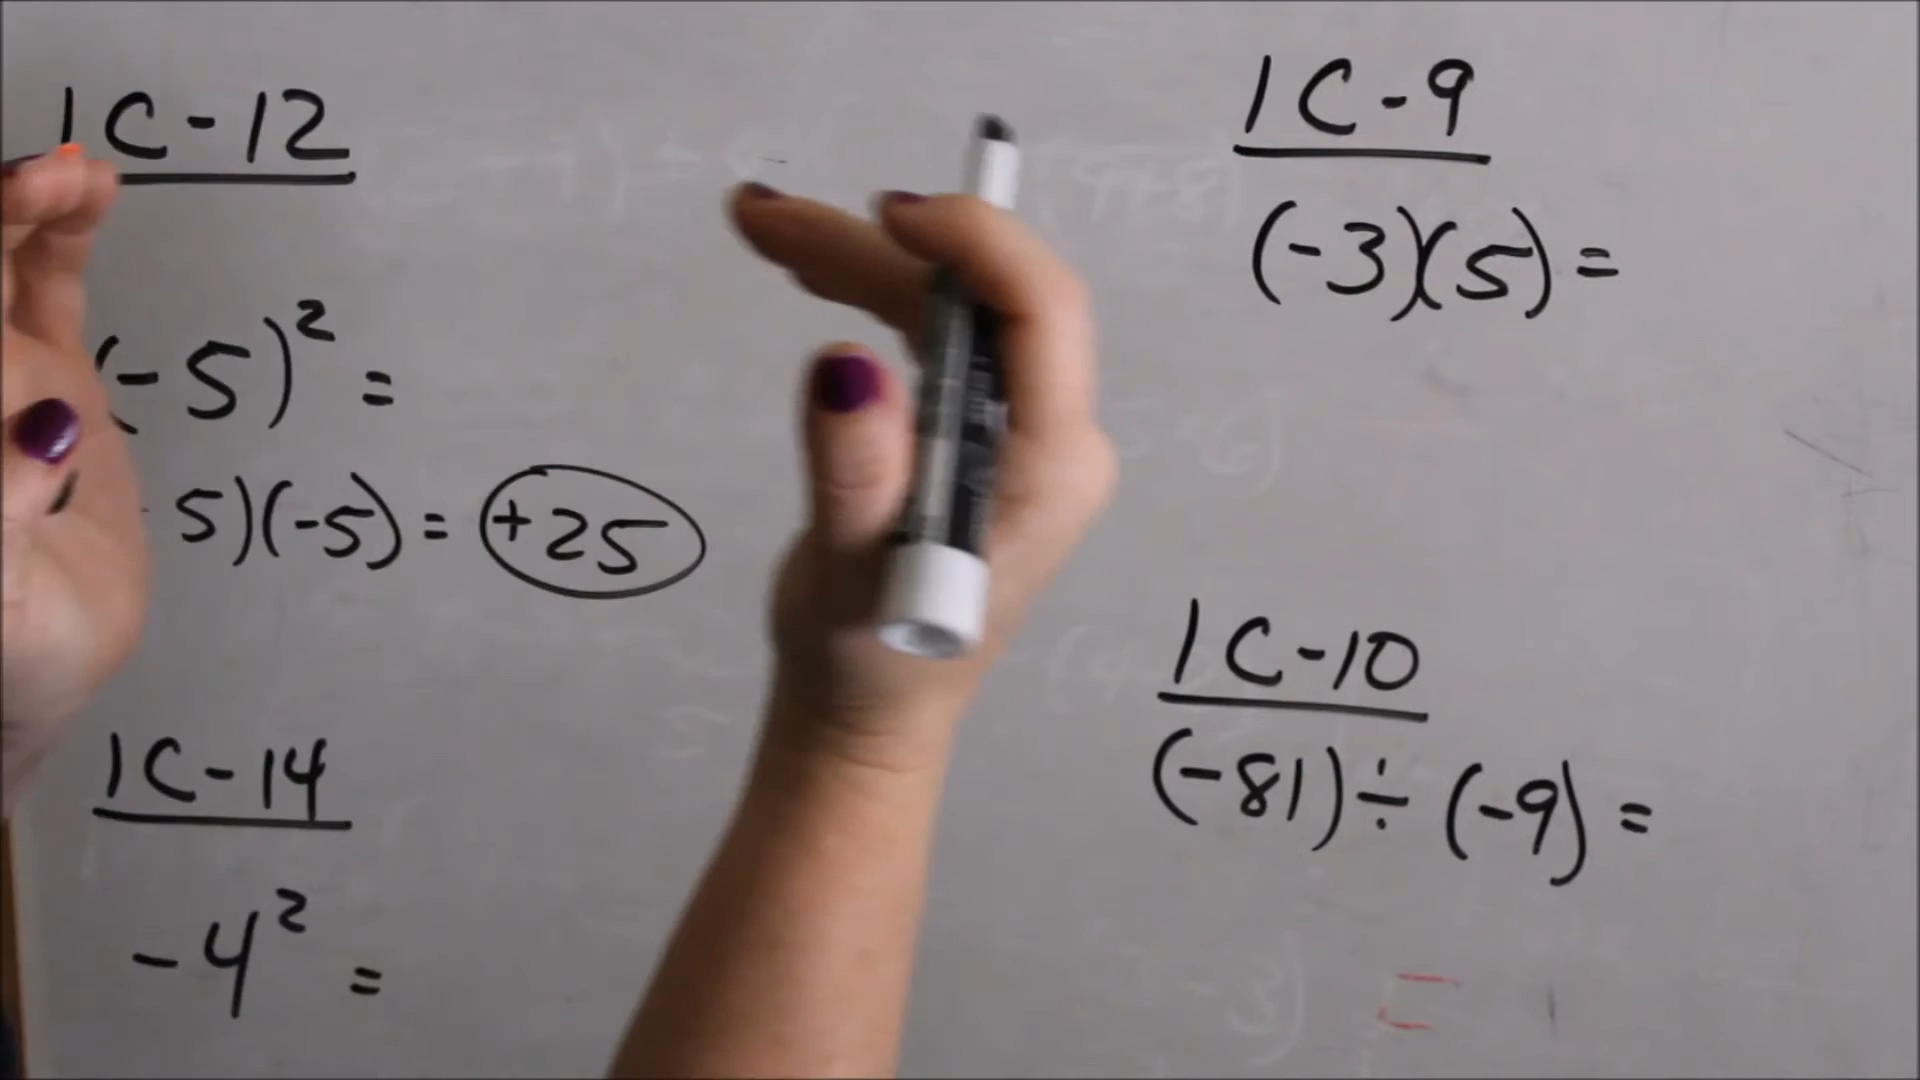 1C-12
(-5)² =
5)(-5) = +25
1C-14
-4² =
1C-9
(-3)(5) =
1C-10
(-81) ÷ (-9) =